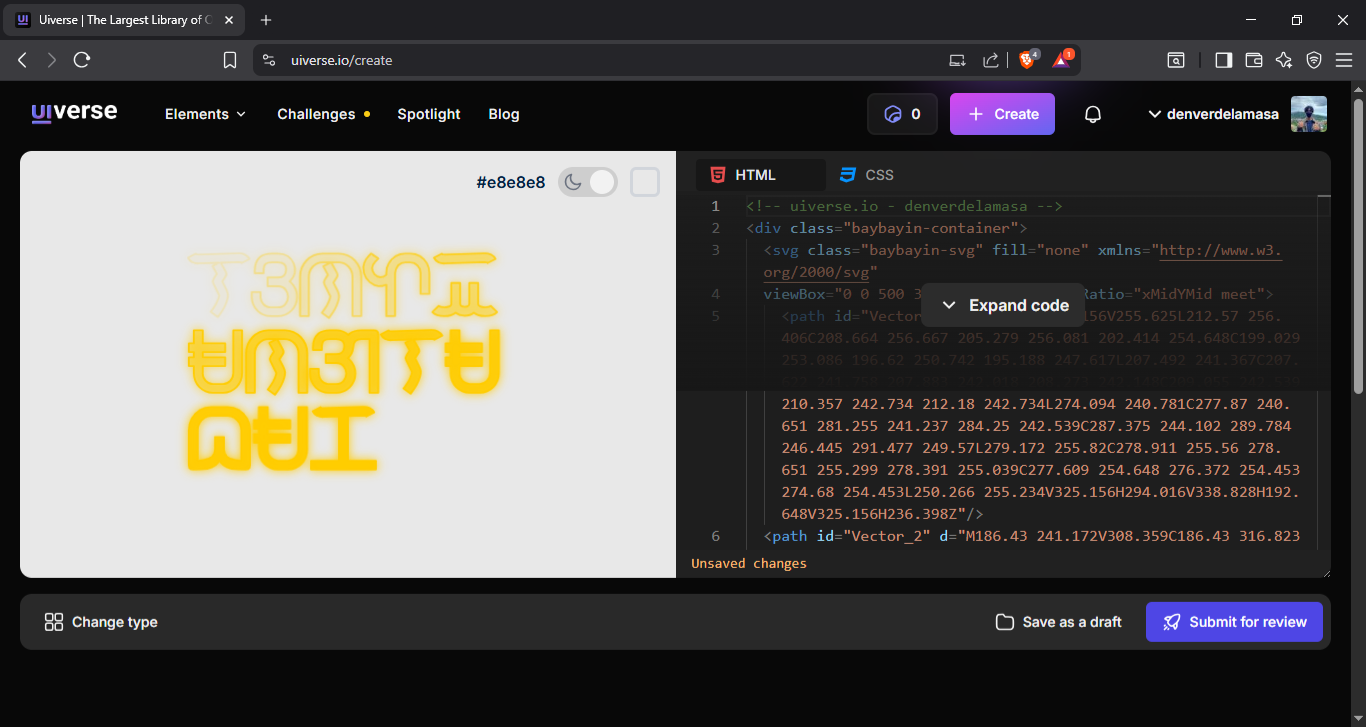 Uiverse | The Largest Library of
uiverse.io/create
4
1
UIverse
Elements
Challenges
Spotlight
Blog
0
Create
denverdelamasa
#e8e8e8
HTML
CSS
1 <!-- uiverse.io - denverdelamasa -->
2 <div class="baybayin-container">
3 <svg class="baybayin-svg" fill="none" xmlns="http://www.w3.
org/2000/svg"
4 viewBox="0 0 500 3 Ratio="xMidYMid meet">
5 <path id="Vector 156V255.625L212.57 256.
Expand code
406C208.664 256.667 205.279 256.081 202.414 254.648C199.029
253.086 196.62 250.742 195.188 247.617L207.492 241.367C207.
210.357 242.734 212.18 242.734L274.094 240.781C277.87 240.
651 281.255 241.237 284.25 242.539C287.375 244.102 289.784
246.445 291.477 249.57L279.172 255.82C278.911 255.56 278.
651 255.299 278.391 255.039C277.609 254.648 276.372 254.453
274.68 254.453L250.266 255.234V325.156H294.016V338.828H192.
648V325.156H236.398Z"/>
6 <path id="Vector_2" d="M186.43 241.172V308.359C186.43 316.823
Unsaved changes
Change type
Save as a draft
Submit for review